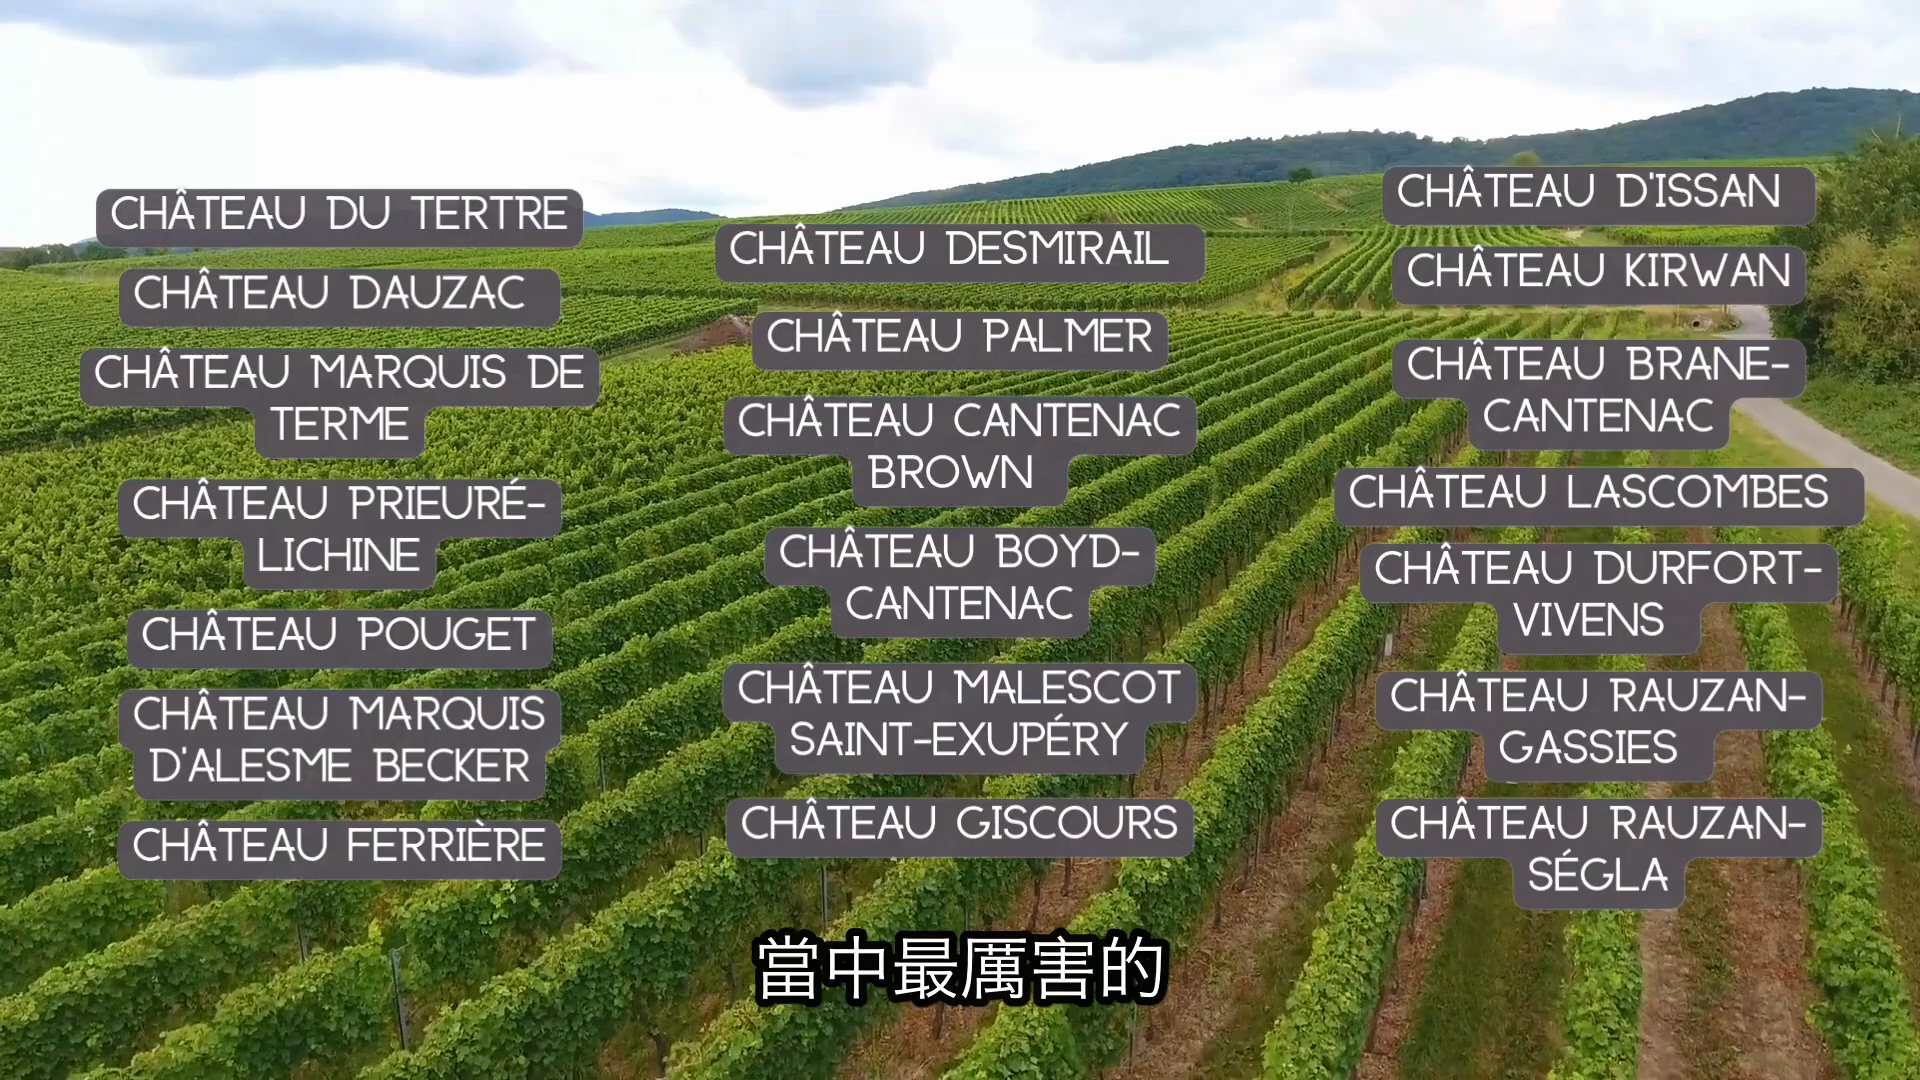 CHÂTEAU DU TERTRE
CHÂTEAU DAUZAC
CHÂTEAU MARQUIS DE
TERME
CHÂTEAU PRIEURÉ-
LICHINE
CHÂTEAU POUGET
CHÂTEAU MARQUIS
D'ALESME BECKER
CHÂTEAU FERRIÈRE
CHÂTEAU DESMIRAIL
CHÂTEAU PALMER
CHÂTEAU CANTENAC
BROWN
CHÂTEAU BOYD-
CANTENAC
CHÂTEAU MALESCOT
SAINT-EXUPÉRY
CHÂTEAU GISCOURS
CHÂTEAU D'ISSAN
CHÂTEAU KIRWAN
CHÂTEAU BRANE-
CANTENAC
CHÂTEAU LASCOMBES
CHÂTEAU DURFORT-
VIVENS
CHÂTEAU RAUZAN-
GASSIES
CHÂTEAU RAUZAN-
SÉGLA
當中最厲害的